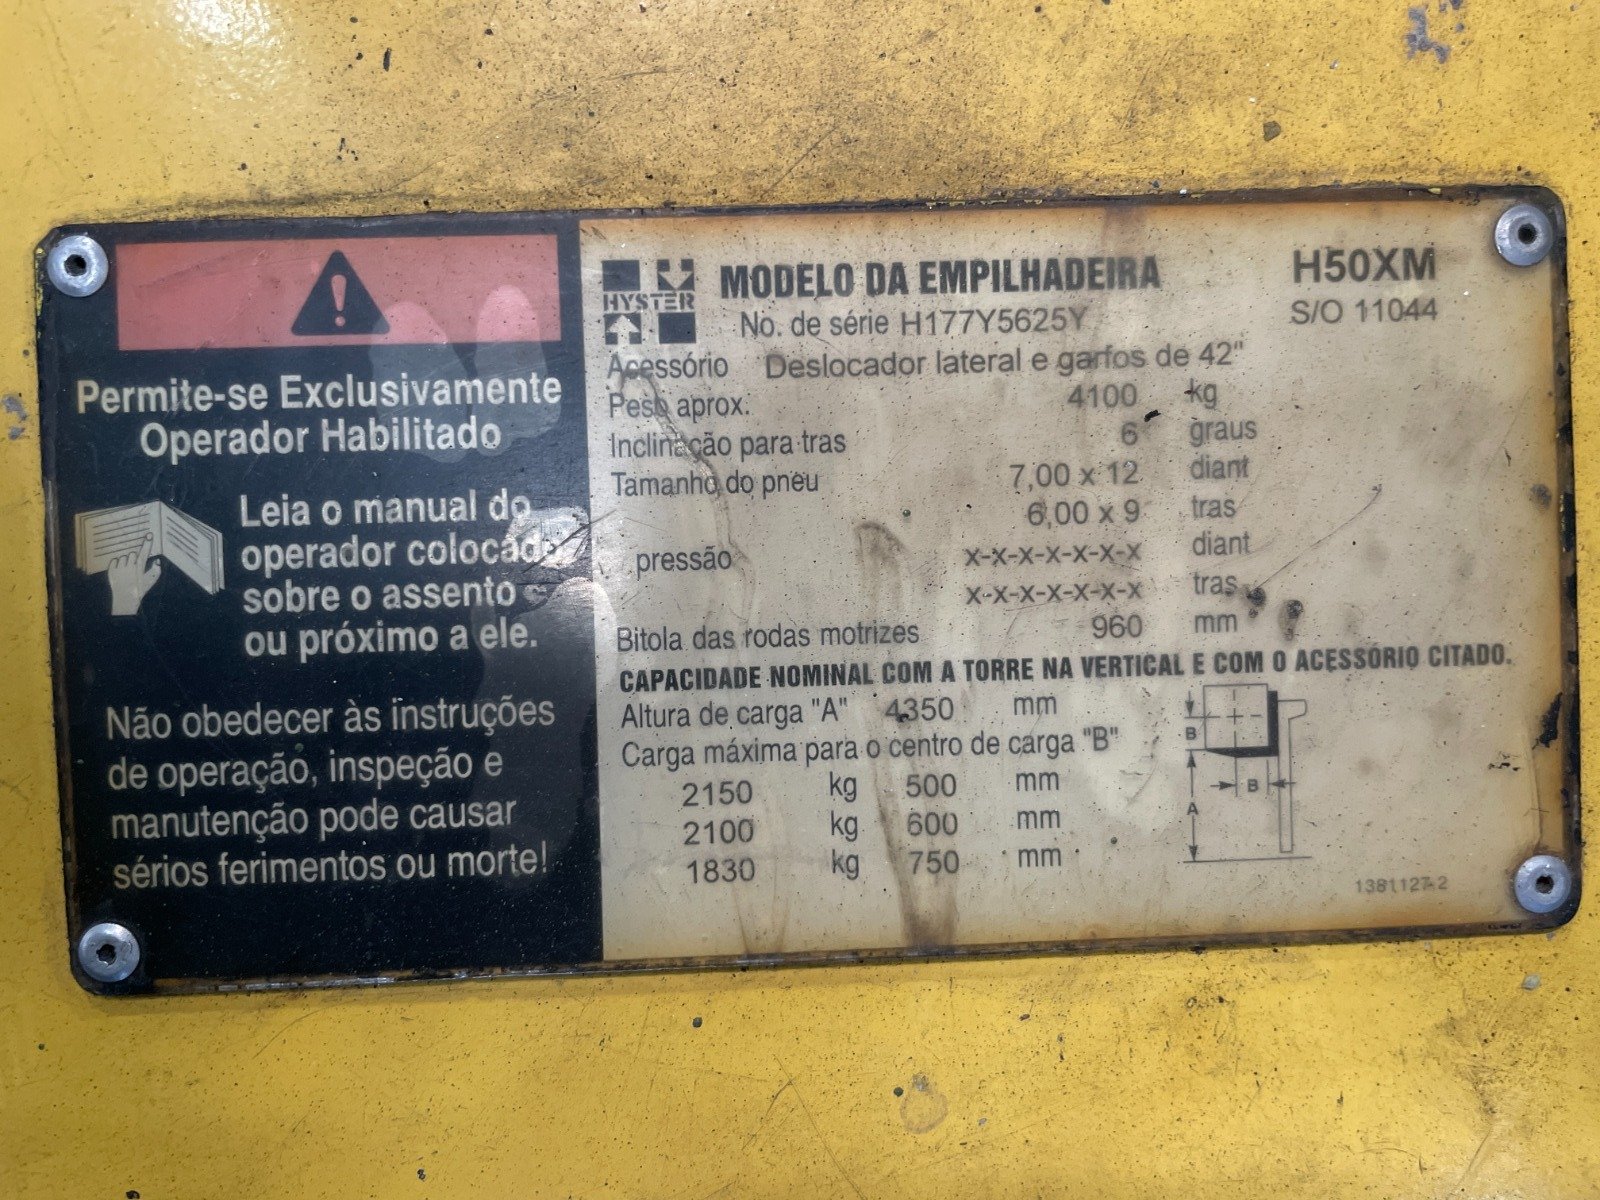 Permite-se Exclusivamente
Operador Habilitado
Leia o manual do
operador colocado
sobre o assento
ou próximo a ele.
Não obedecer às instruções
de operação, inspeção e
manutenção pode causar
sérios ferimentos ou morte!
HYSTER
MODELO DA EMPILHADEIRA H50XM
No. de série H177Y5625Y S/O 11044
Acessório Deslocador lateral e garfos de 42"
Peso aprox. 4100 kg
Inclinação para tras 6 graus
Tamanho do pneu 7,00 x 12 diant
6,00 x 9 tras
pressão x-x-x-x-x-x-x diant
x-x-x-x-x-x-x tras
Bitola das rodas motrizes 960 mm
CAPACIDADE NOMINAL COM A TORRE NA VERTICAL E COM O ACESSÓRIO CITADO.
Altura de carga "A" 4350 mm
Carga máxima para o centro de carga "B"
2150 kg 500 mm
2100 kg 600 mm
1830 kg 750 mm
B
B
A
1381127-2